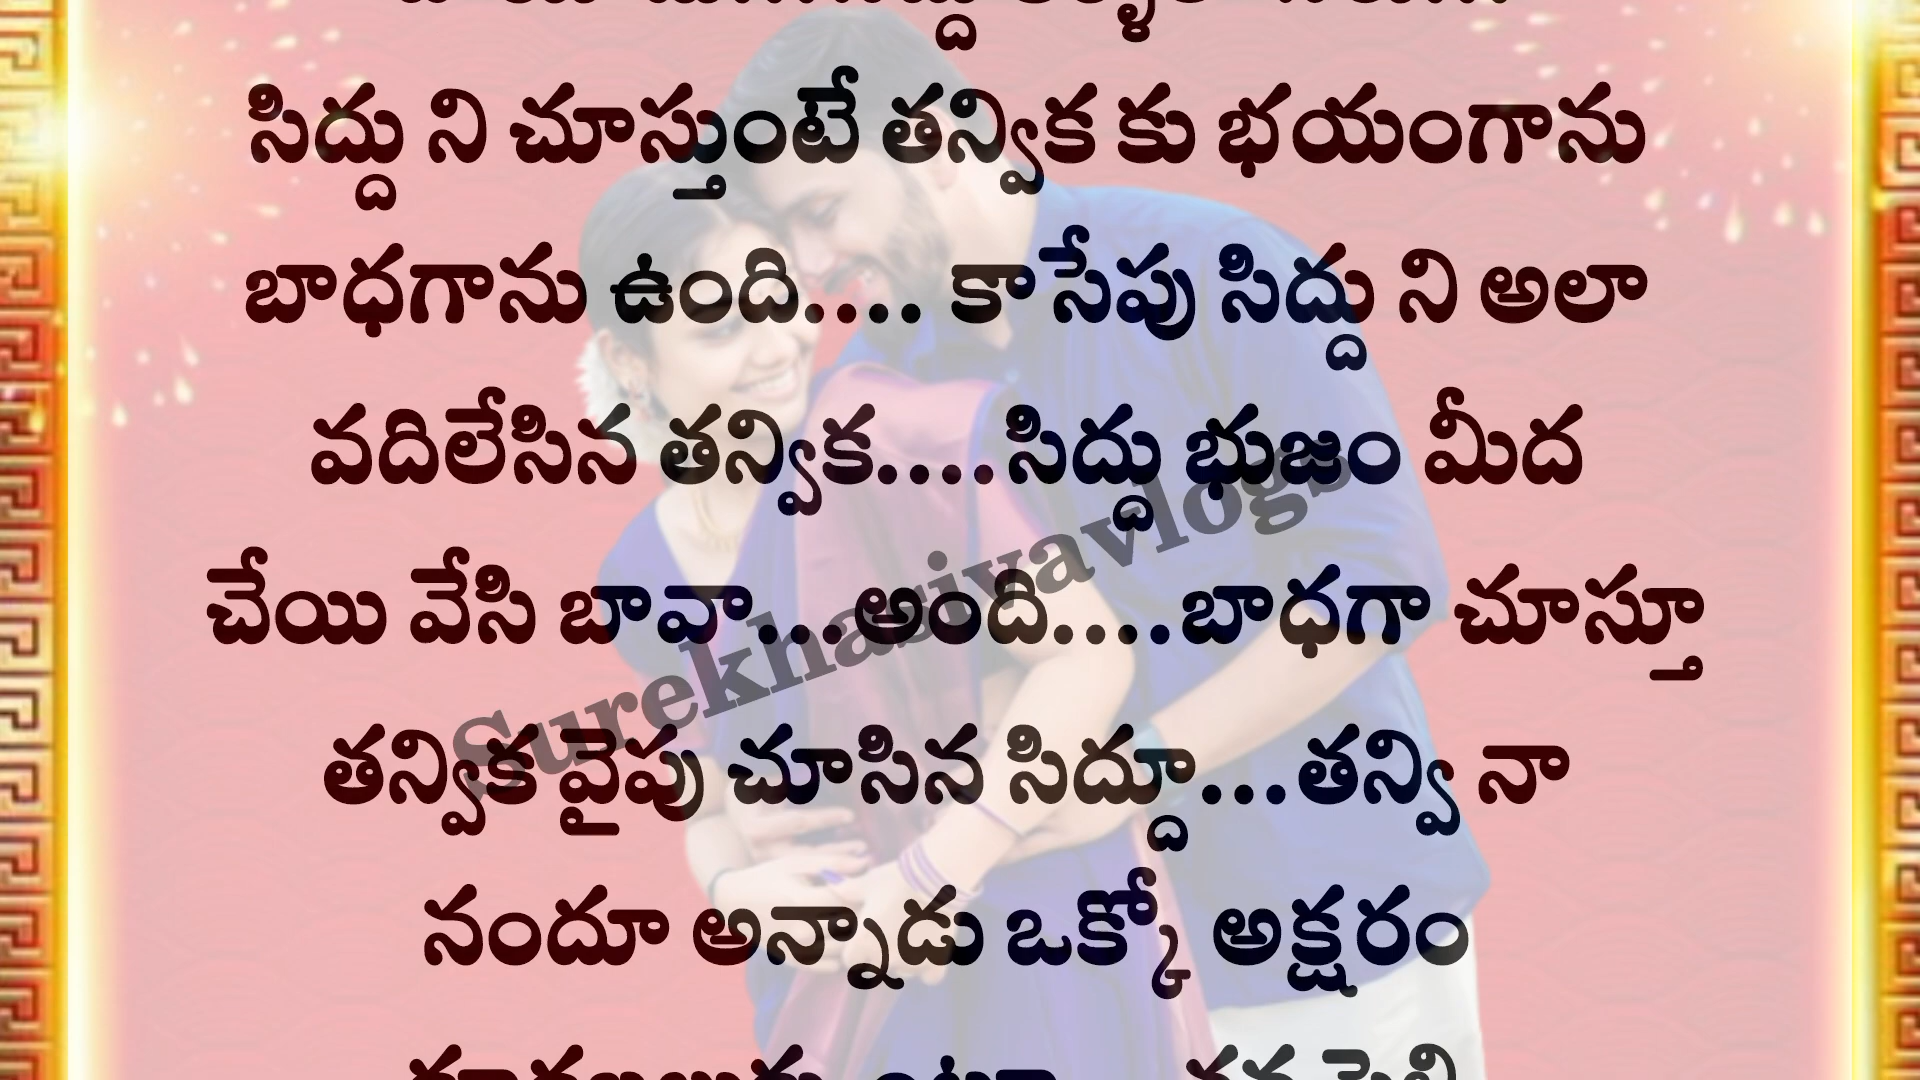 సిద్దు ని చూస్తుంటే తన్విక కు భయంగాను
బాధగాను ఉంది.... కాసేపు సిద్దు ని అలా
వదిలేసిన తన్విక....సిద్దు భుజం మీద
చేయి వేసి బావా...అంది....బాధగా చూస్తూ
తన్విక వైపు చూసిన సిద్దూ...తన్వి నా
నందూ అన్నాడు ఒక్కో అక్షరం
Surekhasivavlogs